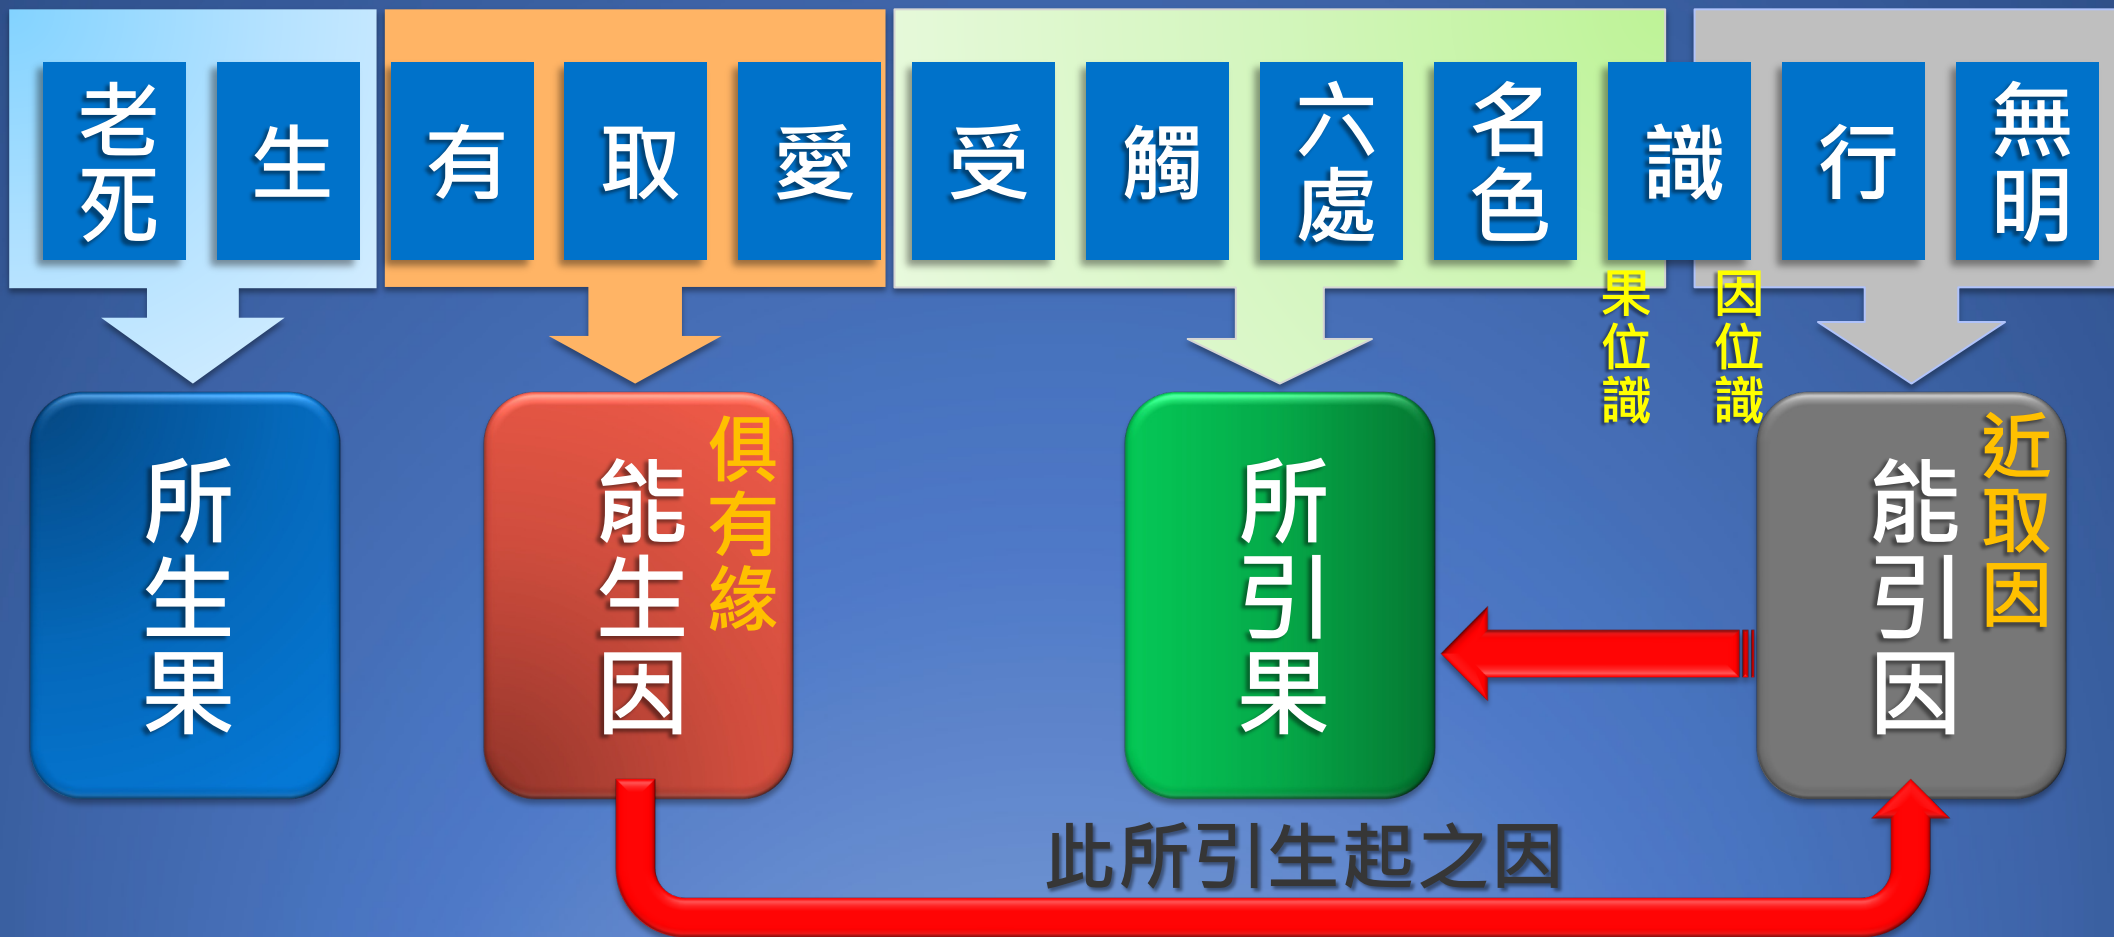 無明
行
識
名色
六處
觸
受
愛
取
有
生
老死
因位識
果位識
近取因
能引因
所引果
俱有緣
能生因
所生果
此所引生起之因